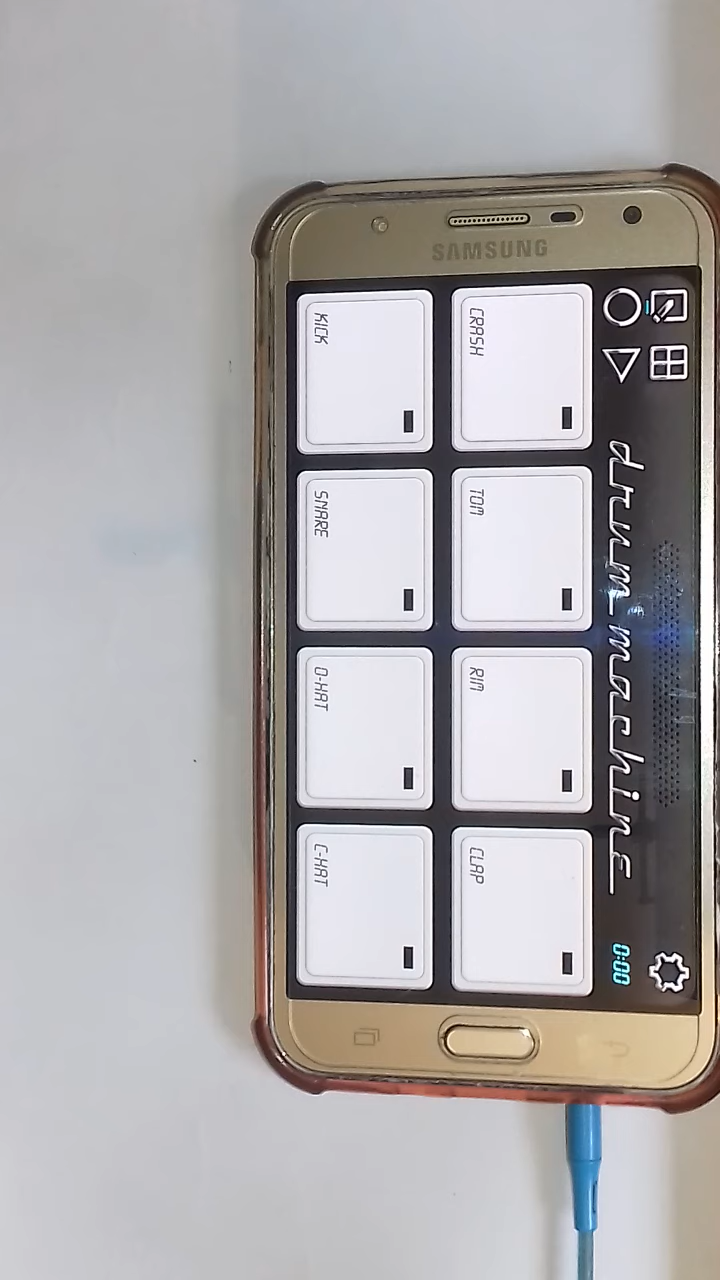 SAMSUNG
drum machine
0:00
CRASH
TOM
RIM
CLAP
KICK
SNARE
O-HAT
C-HAT